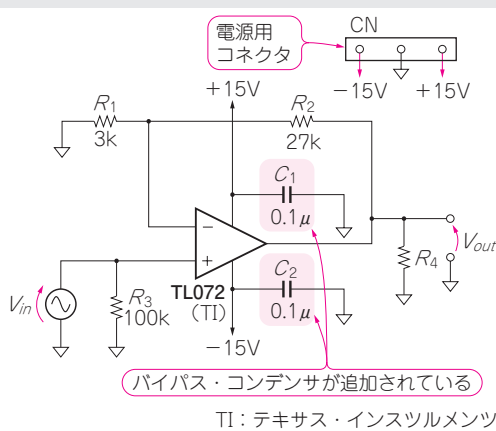 電源用
コネクタ
CN
−15V
+15V
+15V
R1
3k
R2
27k
C1
0.1μ
−
+
TL072
(TI)
C2
0.1μ
Vin
R3
100k
R4
Vout
−15V
バイパス・コンデンサが追加されている
TI：テキサス・インスツルメンツ